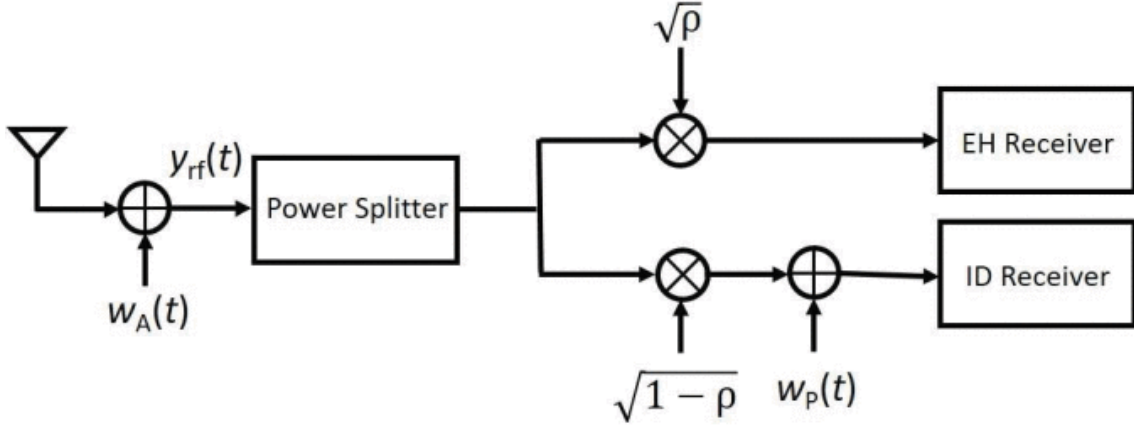 √ρ
EH Receiver
y_rf(t)
Power Splitter
ID Receiver
w_A(t)
√1 − ρ
w_P(t)